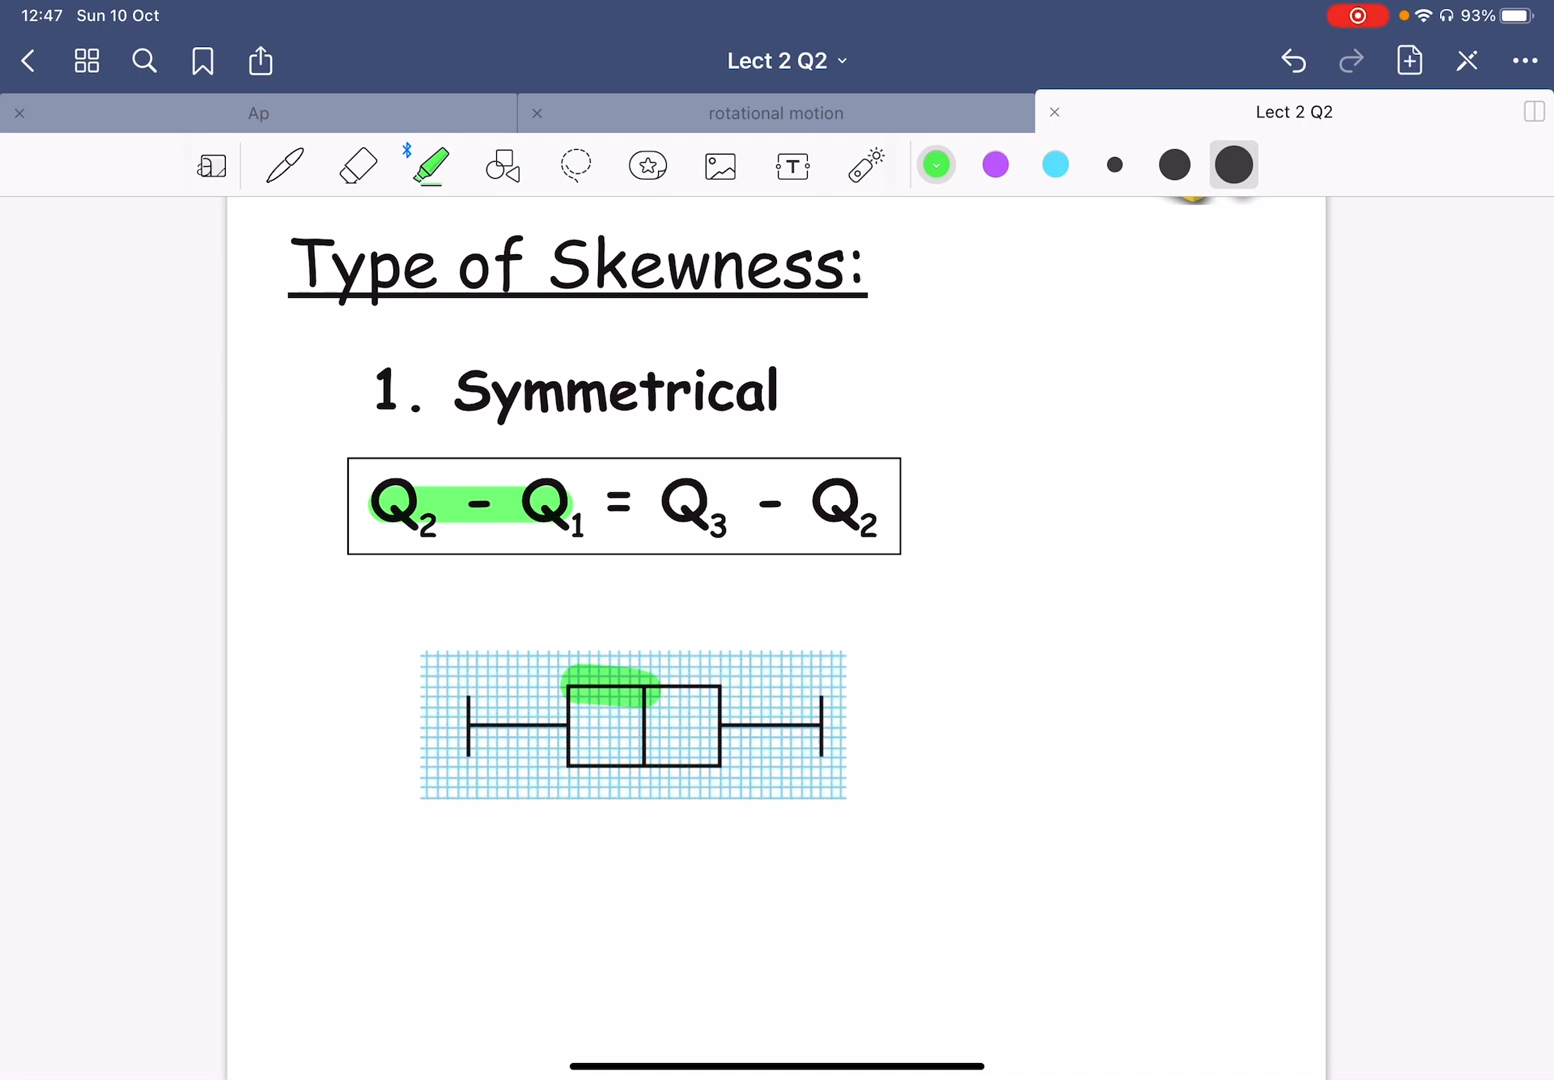 12:47 Sun 10 Oct 93%
Lect 2 Q2
Ap rotational motion Lect 2 Q2
Type of Skewness:
1. Symmetrical
Q₂ - Q₁ = Q₃ - Q₂